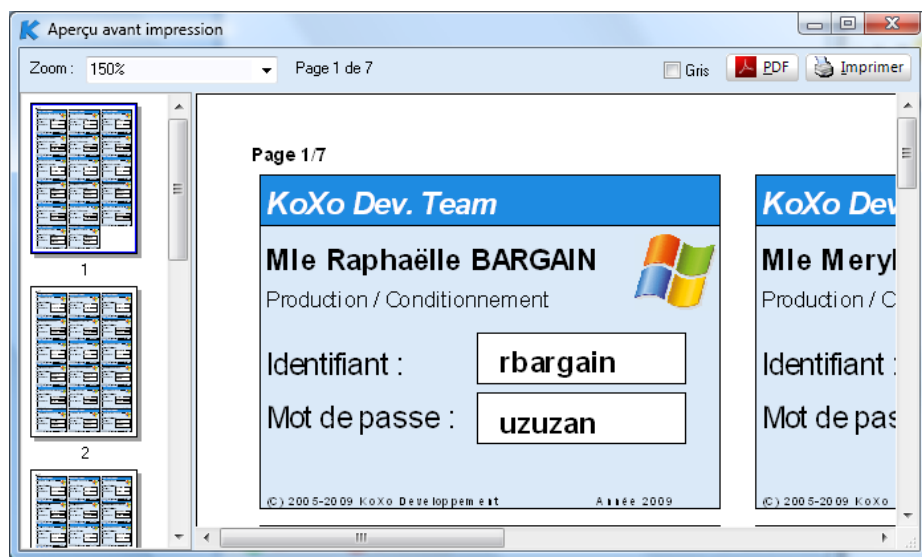 Aperçu avant impression
Zoom : 150% Page 1 de 7 Gris PDF Imprimer
1
2
Page 1/7
KoXo Dev. Team
Mle Raphaëlle BARGAIN
Production / Conditionnement
Identifiant : rbargain
Mot de passe : uzuzan
(C) 2005-2009 KoXo Developpement Année 2009
KoXo Dev
Mle Meryl
Production / C
Identifiant :
Mot de pas
(C) 2005-2009 KoXo